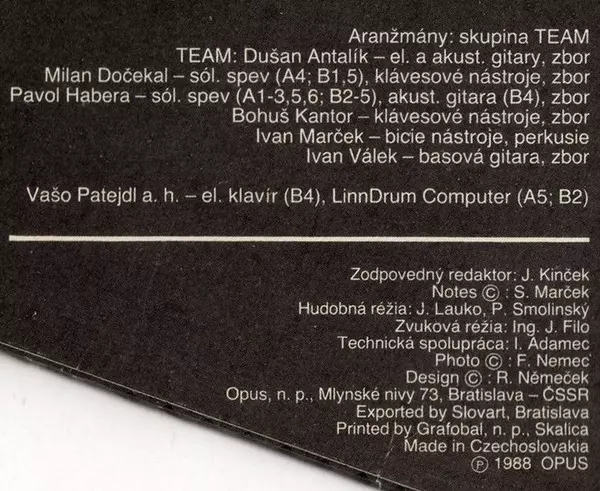 Aranžmány: skupina TEAM
TEAM: Dušan Antalík – el. a akust. gitary, zbor
Milan Dočekal – sól. spev (A4; B1,5), klávesové nástroje, zbor
Pavol Habera – sól. spev (A1-3,5,6; B2-5), akust. gitara (B4), zbor
Bohuš Kantor – klávesové nástroje, zbor
Ivan Marček – bicie nástroje, perkusie
Ivan Válek – basová gitara, zbor
Vašo Patejdl a. h. – el. klavír (B4), LinnDrum Computer (A5; B2)
Zodpovedný redaktor: J. Kinček
Notes © : S. Marček
Hudobná réžia: J. Lauko, P. Smolinský
Zvuková réžia: Ing. J. Filo
Technická spolupráca: I. Adamec
Photo © : F. Nemec
Design © : R. Němeček
Opus, n. p., Mlynské nivy 73, Bratislava – ČSSR
Exported by Slovart, Bratislava
Printed by Grafobal, n. p., Skalica
Made in Czechoslovakia
℗ 1988 OPUS